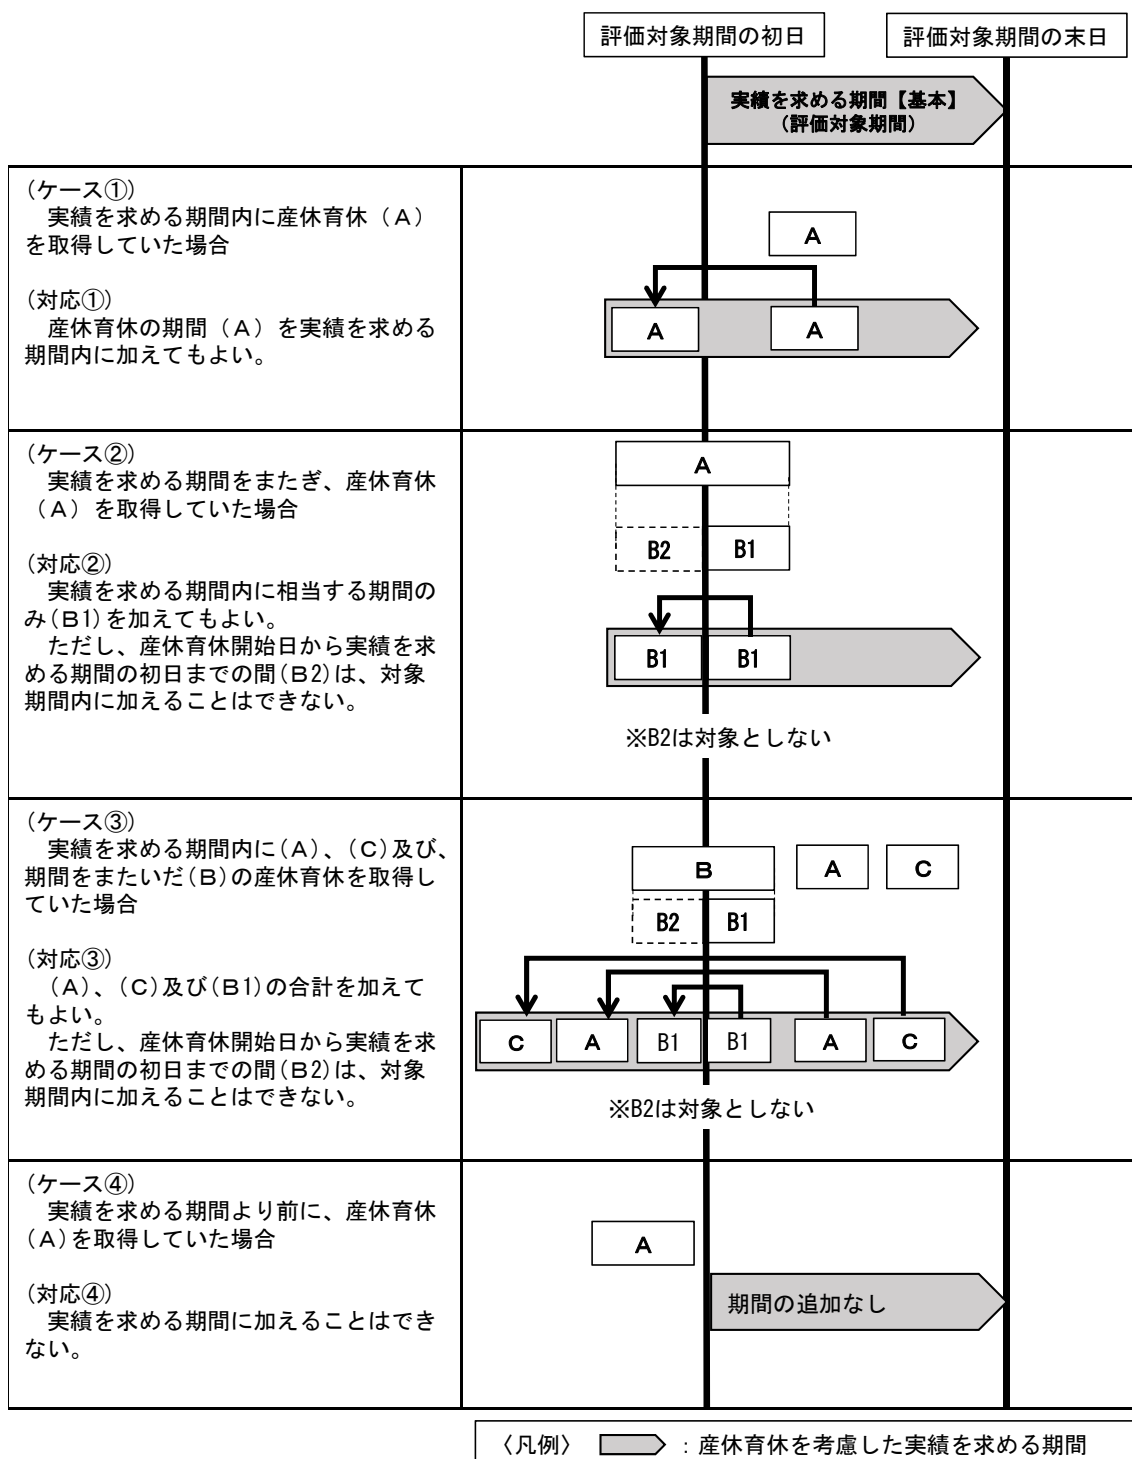 評価対象期間の初日
評価対象期間の末日
実績を求める期間【基本】
（評価対象期間）
（ケース①）
実績を求める期間内に産休育休（Ａ）
を取得していた場合
（対応①）
産休育休の期間（Ａ）を実績を求める
期間内に加えてもよい。
A
A
A
（ケース②）
実績を求める期間をまたぎ、産休育休
（Ａ）を取得していた場合
（対応②）
実績を求める期間内に相当する期間の
み(Ｂ1)を加えてもよい。
ただし、産休育休開始日から実績を求
める期間の初日までの間(Ｂ2)は、対象
期間内に加えることはできない。
A
B2
B1
B1
B1
※B2は対象としない
（ケース③）
実績を求める期間内に(Ａ)、(Ｃ)及び、
期間をまたいだ(Ｂ)の産休育休を取得し
ていた場合
（対応③）
(Ａ)、(Ｃ)及び(Ｂ1)の合計を加えて
もよい。
ただし、産休育休開始日から実績を求
める期間の初日までの間(Ｂ2)は、対象
期間内に加えることはできない。
B
A
C
B2
B1
C
A
B1
B1
A
C
※B2は対象としない
（ケース④）
実績を求める期間より前に、産休育休
(Ａ)を取得していた場合
（対応④）
実績を求める期間に加えることはでき
ない。
A
期間の追加なし
〈凡例〉 ：産休育休を考慮した実績を求める期間